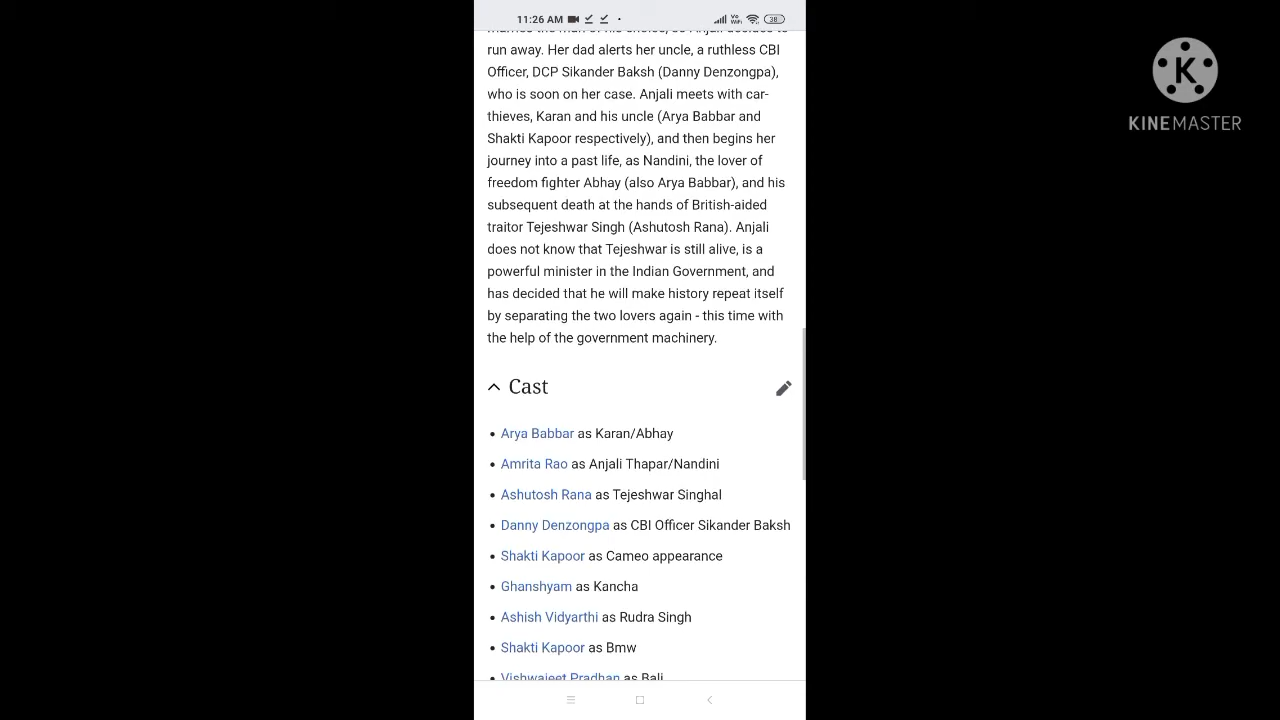 11:26 AM
Vo
WiFi
38
run away. Her dad alerts her uncle, a ruthless CBI
Officer, DCP Sikander Baksh (Danny Denzongpa),
who is soon on her case. Anjali meets with car-
thieves, Karan and his uncle (Arya Babbar and
Shakti Kapoor respectively), and then begins her
journey into a past life, as Nandini, the lover of
freedom fighter Abhay (also Arya Babbar), and his
subsequent death at the hands of British-aided
traitor Tejeshwar Singh (Ashutosh Rana). Anjali
does not know that Tejeshwar is still alive, is a
powerful minister in the Indian Government, and
has decided that he will make history repeat itself
by separating the two lovers again - this time with
the help of the government machinery.
Cast
• Arya Babbar as Karan/Abhay
• Amrita Rao as Anjali Thapar/Nandini
• Ashutosh Rana as Tejeshwar Singhal
• Danny Denzongpa as CBI Officer Sikander Baksh
• Shakti Kapoor as Cameo appearance
• Ghanshyam as Kancha
• Ashish Vidyarthi as Rudra Singh
• Shakti Kapoor as Bmw
• Vishwajeet Pradhan as Bali
K
KINEMASTER